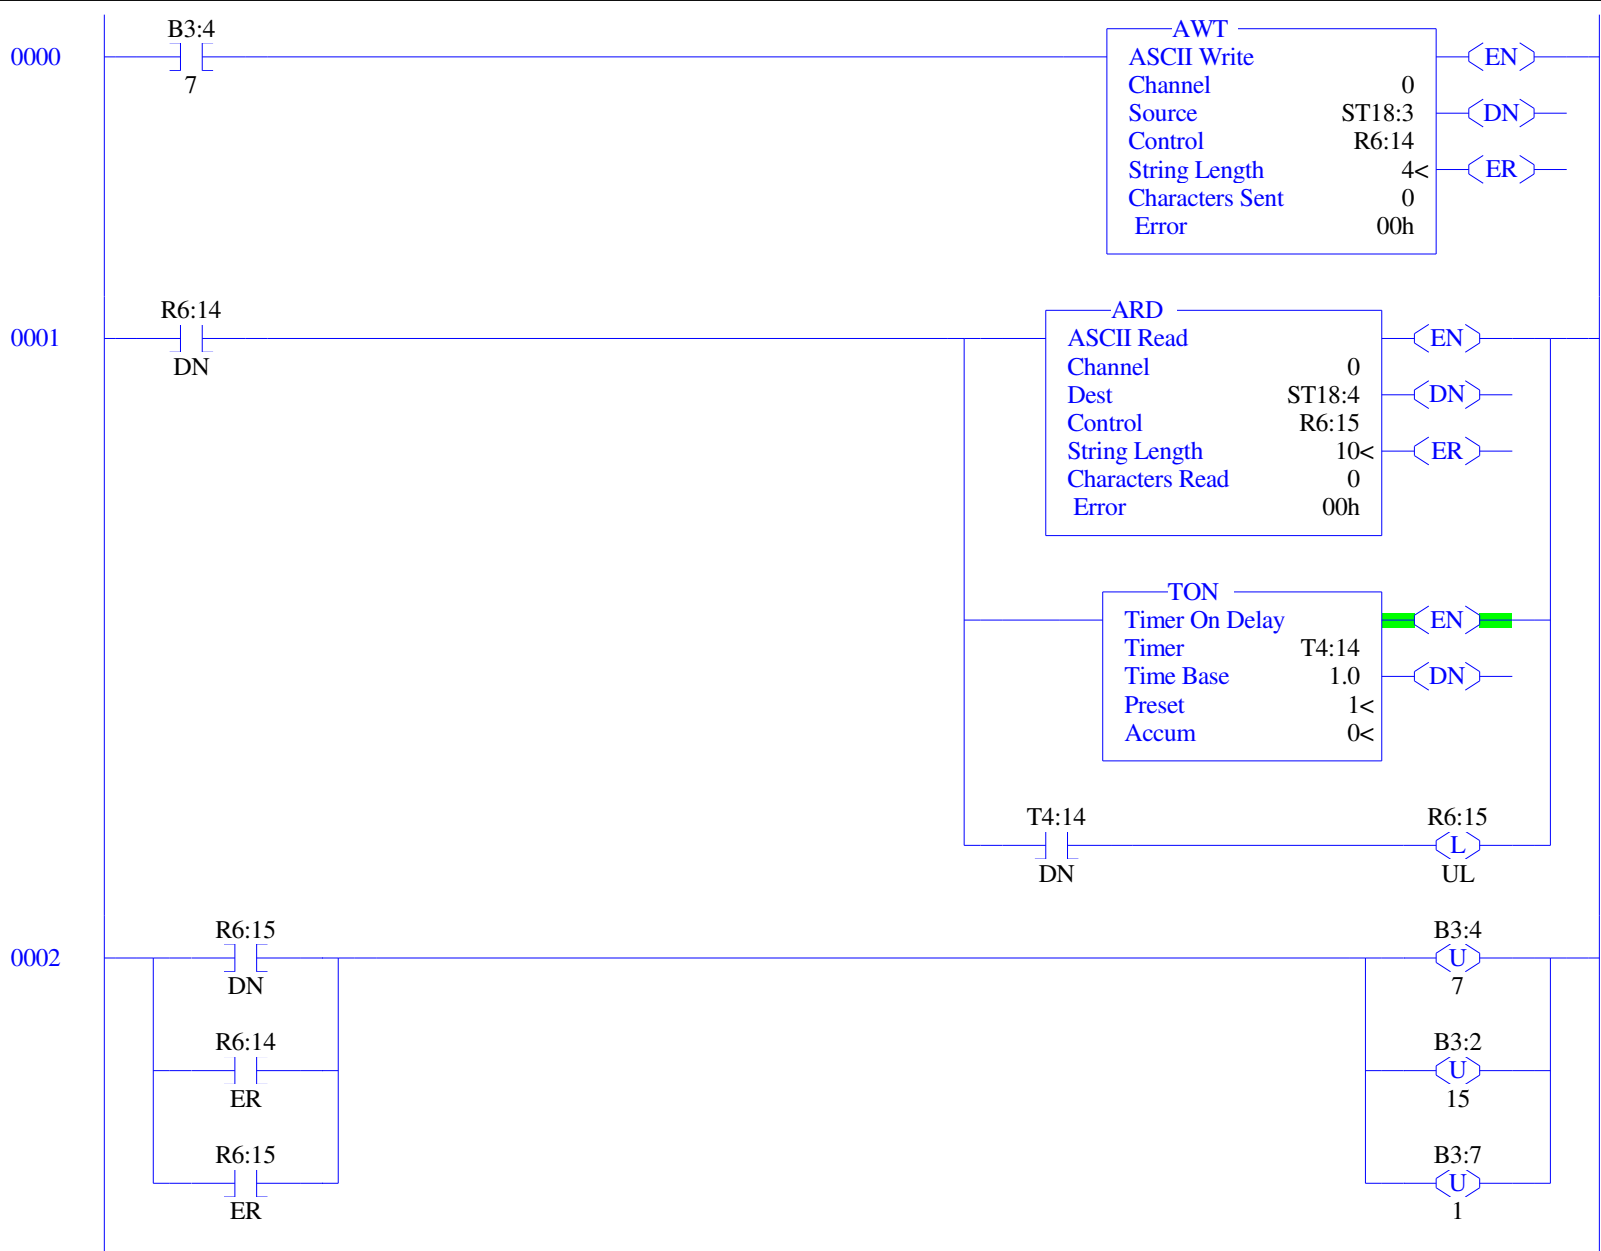 0000
B3:4
7
AWT
ASCII Write
Channel 0
Source ST18:3
Control R6:14
String Length 4<
Characters Sent 0
Error 00h
EN
DN
ER
0001
R6:14
DN
ARD
ASCII Read
Channel 0
Dest ST18:4
Control R6:15
String Length 10<
Characters Read 0
Error 00h
EN
DN
ER
TON
Timer On Delay
Timer T4:14
Time Base 1.0
Preset 1<
Accum 0<
EN
DN
T4:14
DN
R6:15
L
UL
0002
R6:15
DN
R6:14
ER
R6:15
ER
B3:4
U
7
B3:2
U
15
B3:7
U
1